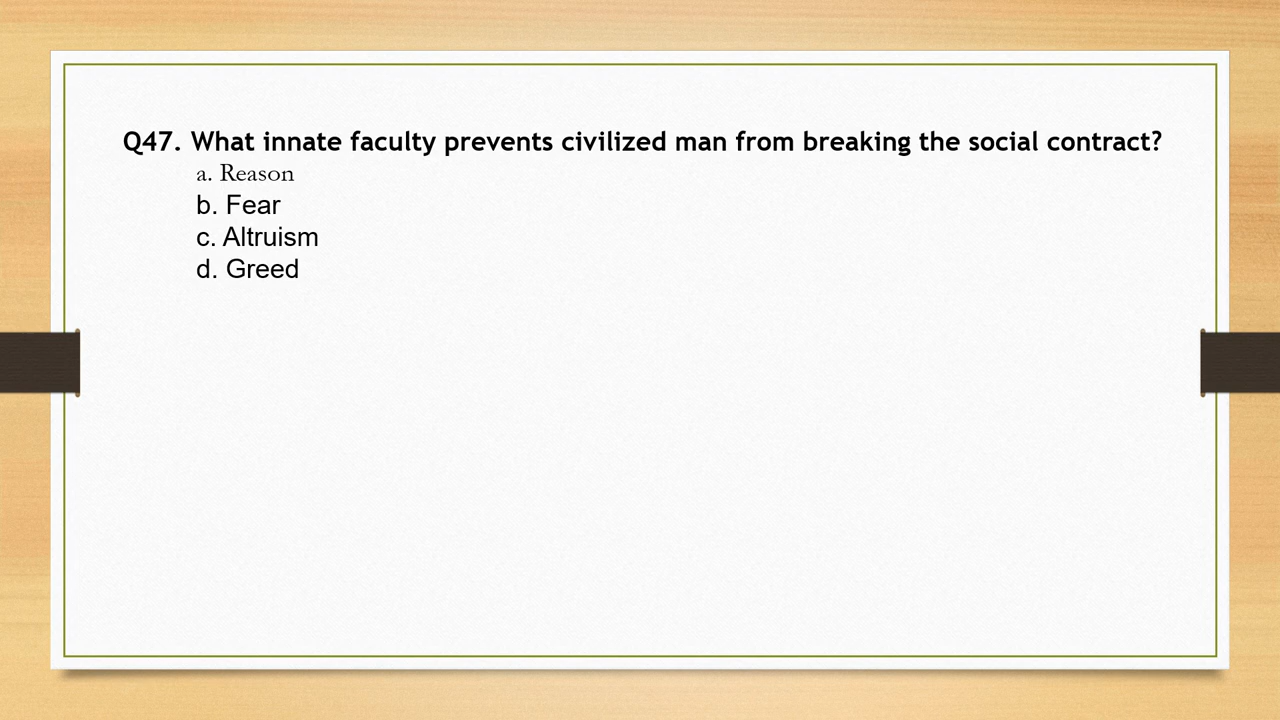 Q47. What innate faculty prevents civilized man from breaking the social contract?
a. Reason
b. Fear
c. Altruism
d. Greed